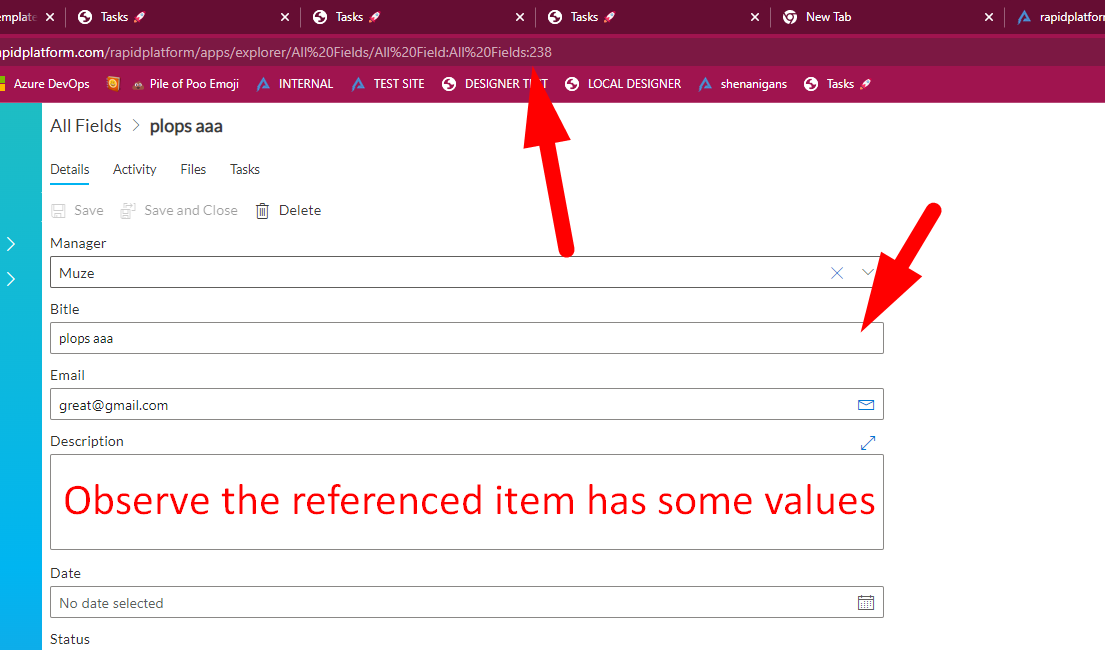 emplate Tasks 🚀 Tasks 🚀 Tasks 🚀 New Tab rapidplatform
apidplatform.com/rapidplatform/apps/explorer/All%20Fields/All%20Field:All%20Fields:238
Azure DevOps Pile of Poo Emoji INTERNAL TEST SITE DESIGNER LOCAL DESIGNER shenanigans Tasks 🚀
All Fields > plops aaa
Details Activity Files Tasks
Save Save and Close Delete
Manager
Muze
Bitle
plops aaa
Email
great@gmail.com
Description
Observe the referenced item has some values
Date
No date selected
Status